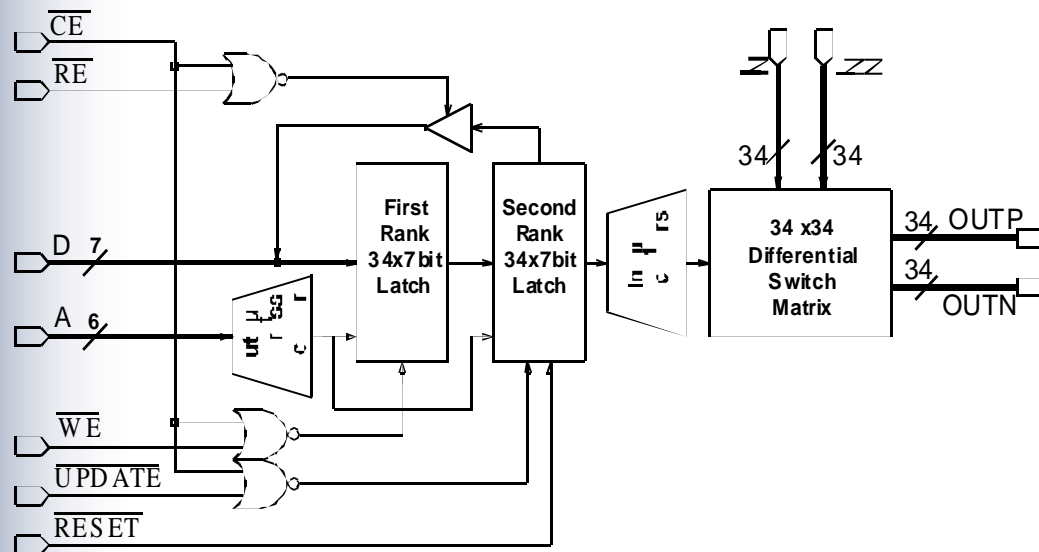 CE
RE
34
34
First
Rank
34x7bit
Latch
Second
Rank
34x7bit
Latch
34 x34
Differential
Switch
Matrix
34 OUTP
34
OUTN
D 7
A 6
WE
UPDATE
RESET